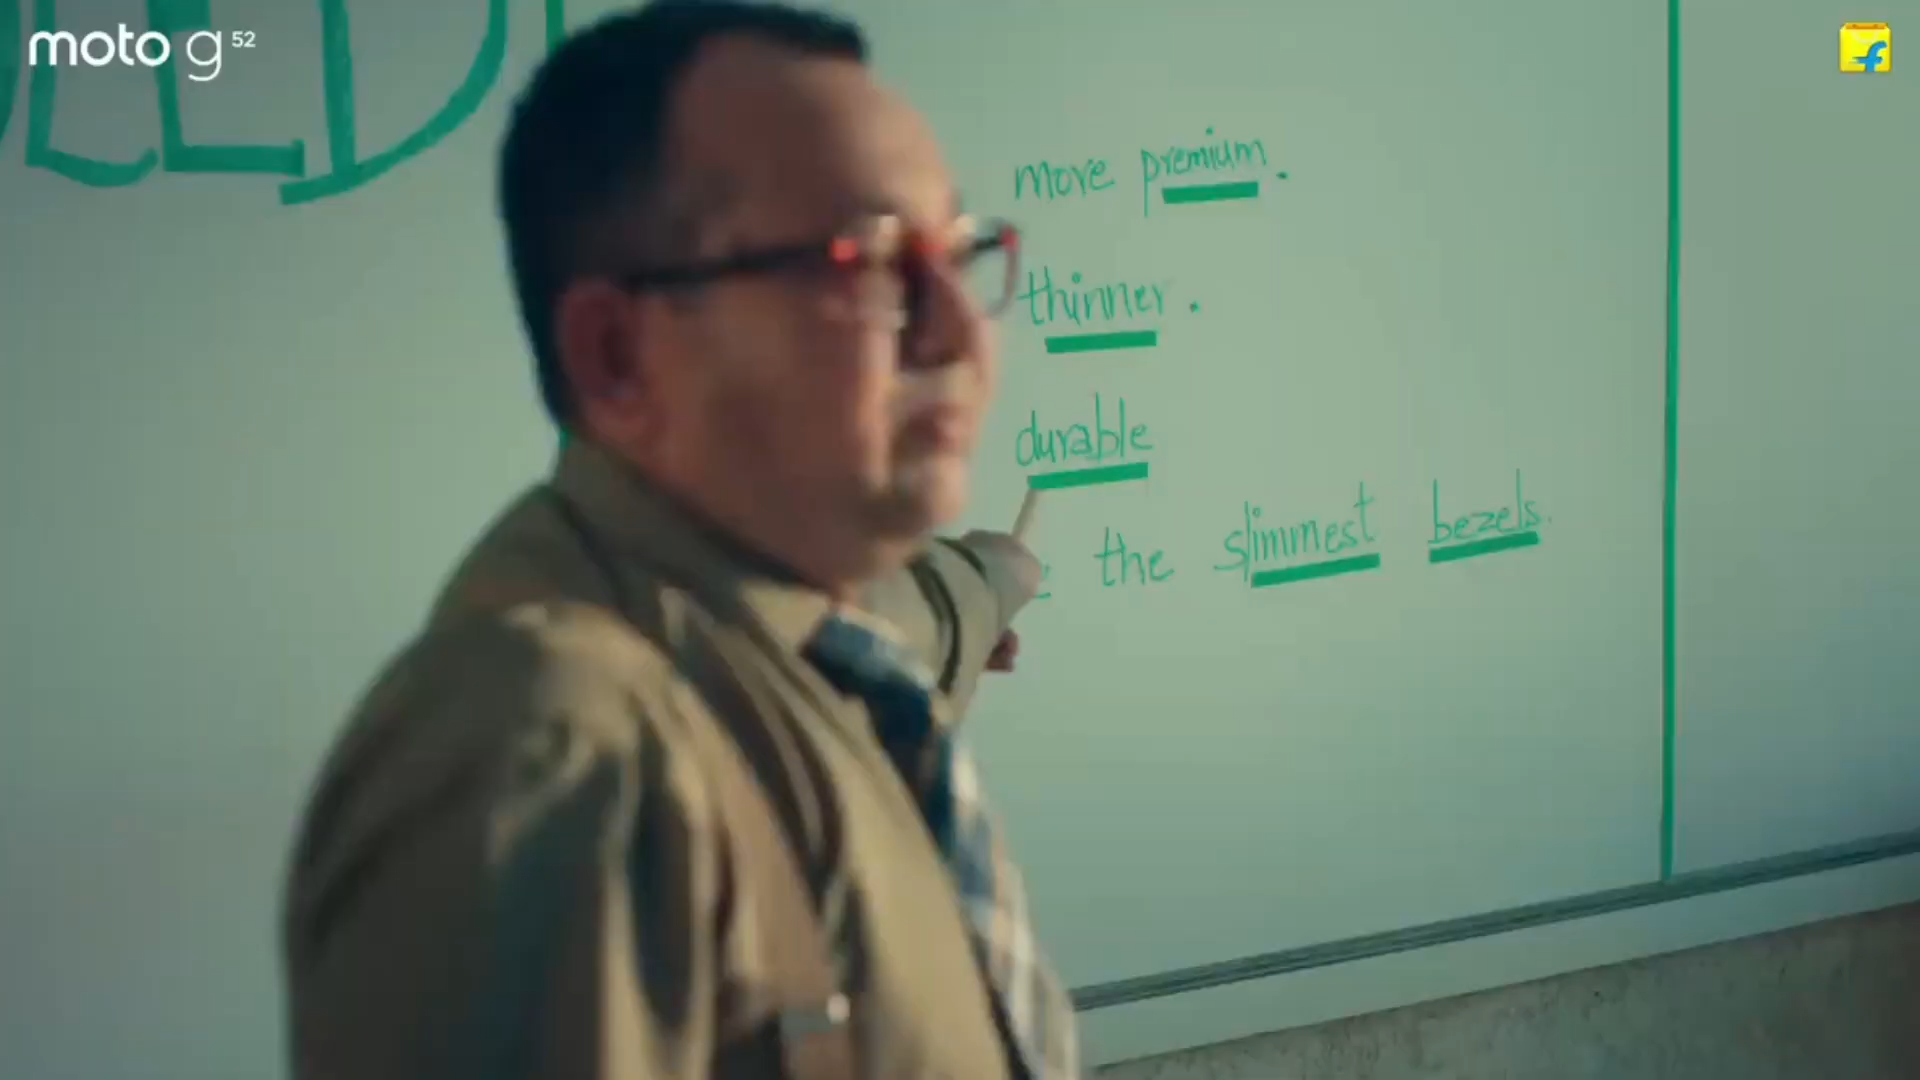 moto g52
more premium.
thinner.
durable
the slimmest bezels.